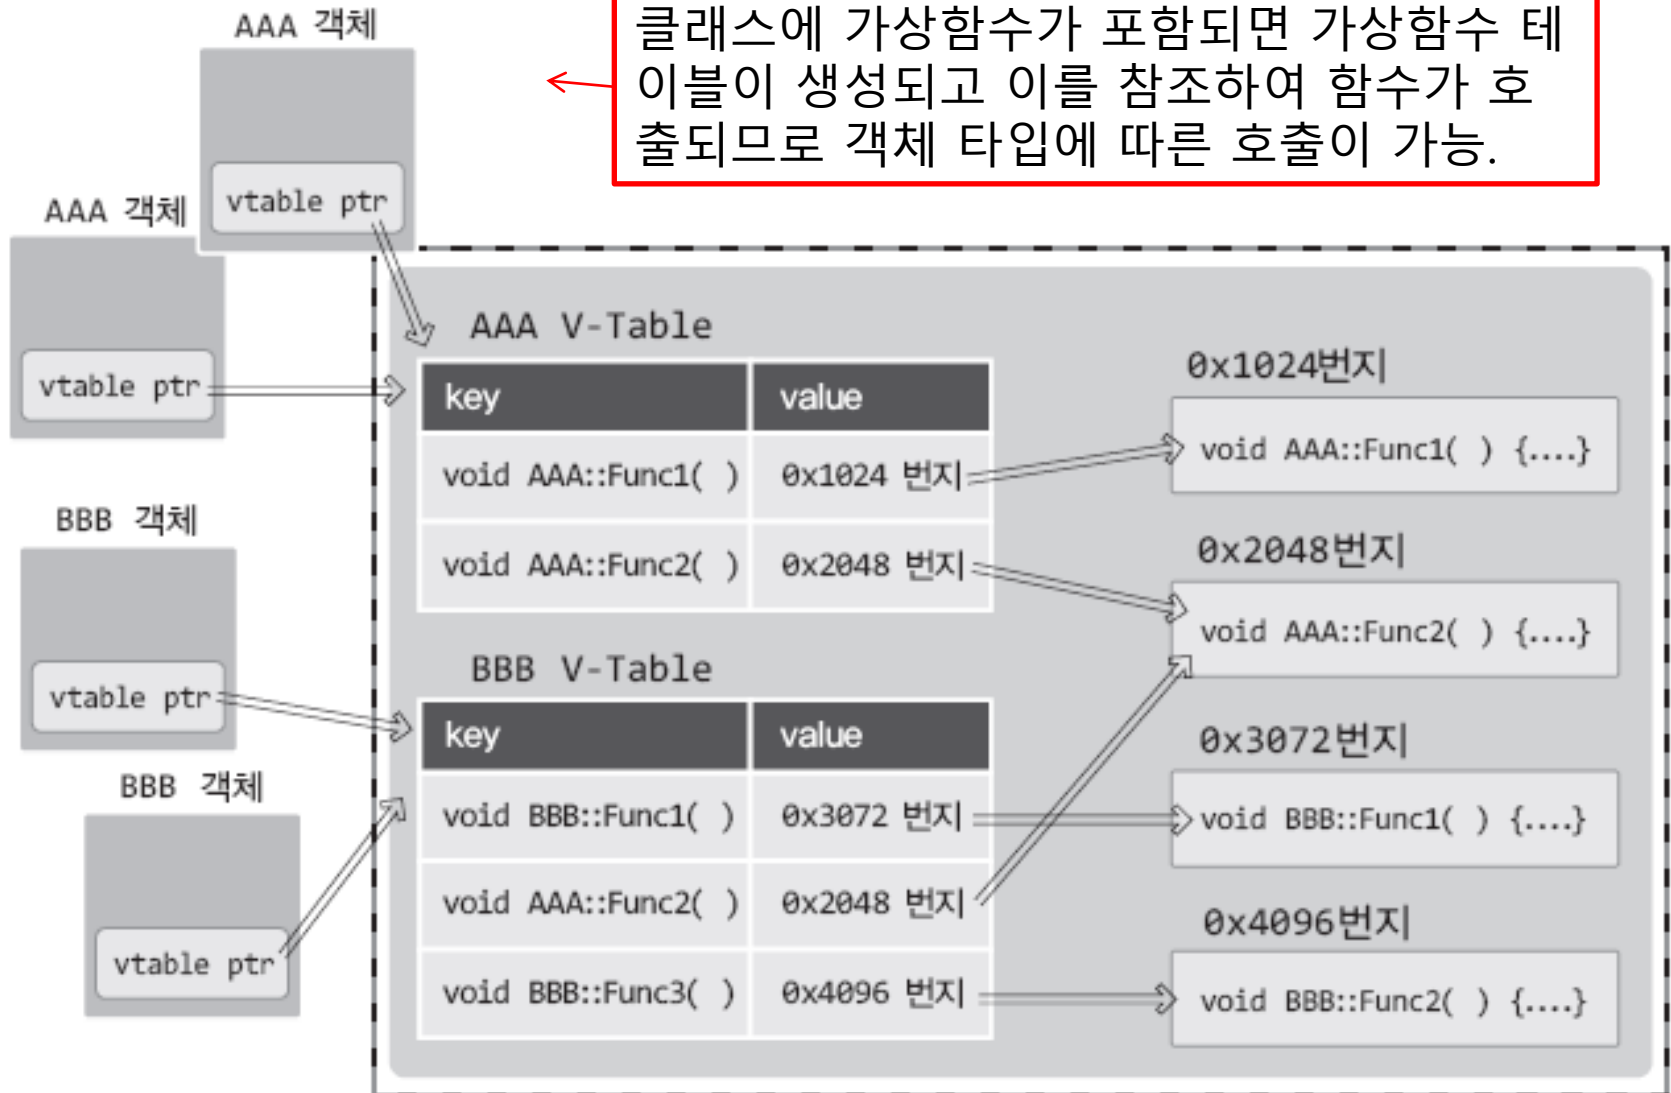 AAA 객체
클래스에 가상함수가 포함되면 가상함수 테
이블이 생성되고 이를 참조하여 함수가 호
출되므로 객체 타입에 따른 호출이 가능.
vtable ptr
AAA 객체
vtable ptr
AAA V-Table
key value
void AAA::Func1( ) 0x1024 번지
void AAA::Func2( ) 0x2048 번지
0x1024번지
void AAA::Func1( ) {....}
0x2048번지
void AAA::Func2( ) {....}
BBB 객체
vtable ptr
BBB 객체
vtable ptr
BBB V-Table
key value
void BBB::Func1( ) 0x3072 번지
void AAA::Func2( ) 0x2048 번지
void BBB::Func3( ) 0x4096 번지
0x3072번지
void BBB::Func1( ) {....}
0x4096번지
void BBB::Func2( ) {....}